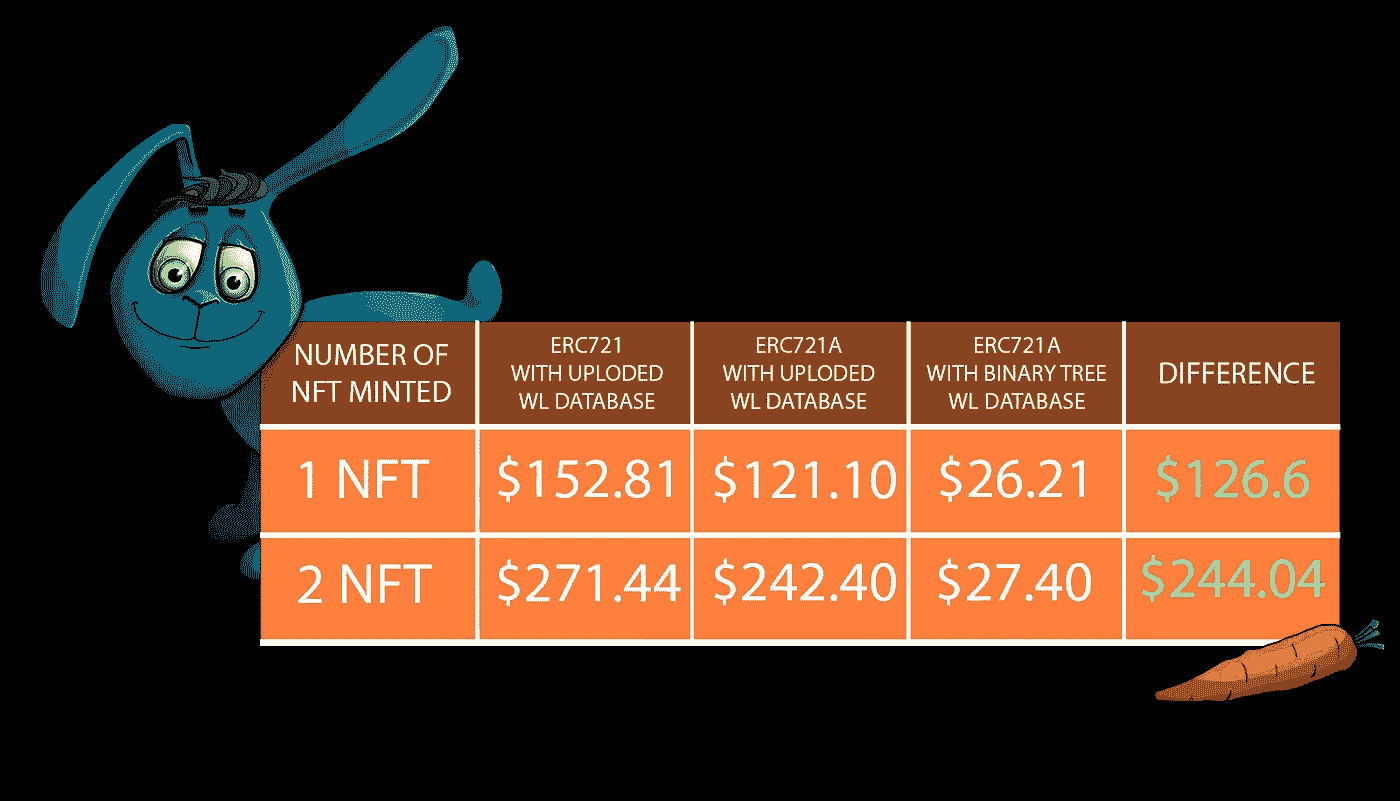 NUMBER OF
NFT MINTED
ERC721
WITH UPLODED
WL DATABASE
ERC721A
WITH UPLODED
WL DATABASE
ERC721A
WITH BINARY TREE
WL DATABASE
DIFFERENCE
1 NFT
$152.81
$121.10
$26.21
$126.6
2 NFT
$271.44
$242.40
$27.40
$244.04